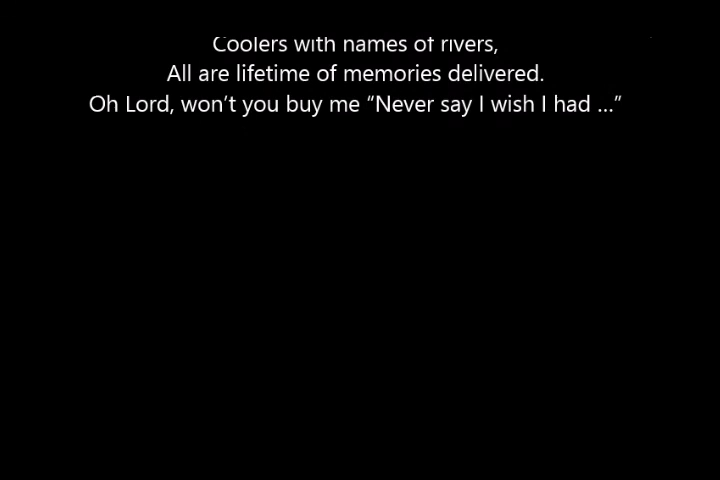 Coolers with names of rivers,
All are lifetime of memories delivered.
Oh Lord, won’t you buy me “Never say I wish I had ...”